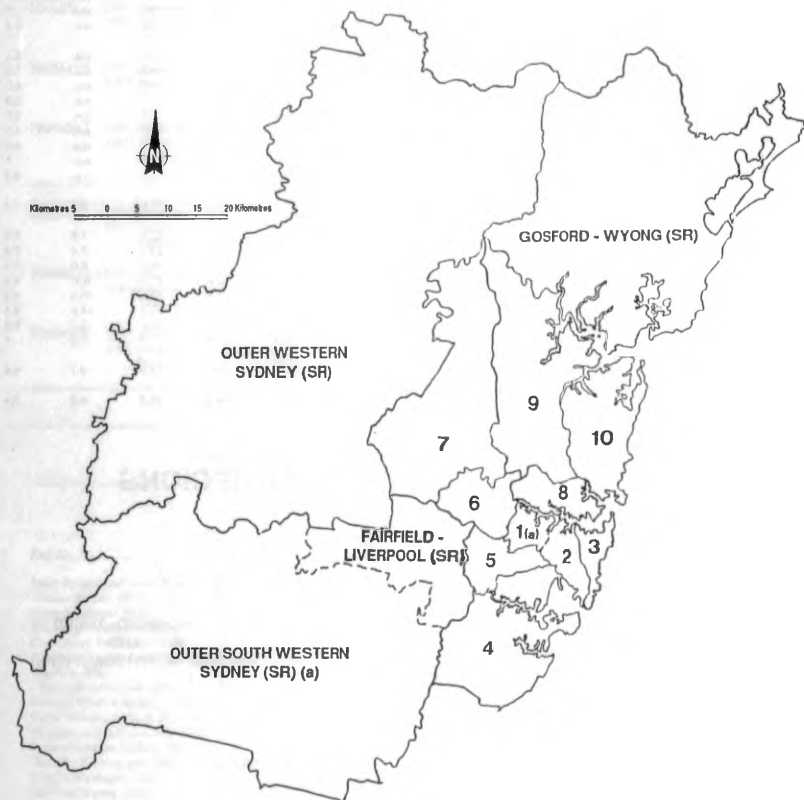 N
Kilometres 5 0 5 10 15 20 Kilometres
GOSFORD - WYONG (SR)
OUTER WESTERN
SYDNEY (SR)
9
7
10
6
8
1(a)
FAIRFIELD -
LIVERPOOL (SR)
5
2
3
OUTER SOUTH WESTERN
SYDNEY (SR) (a)
4